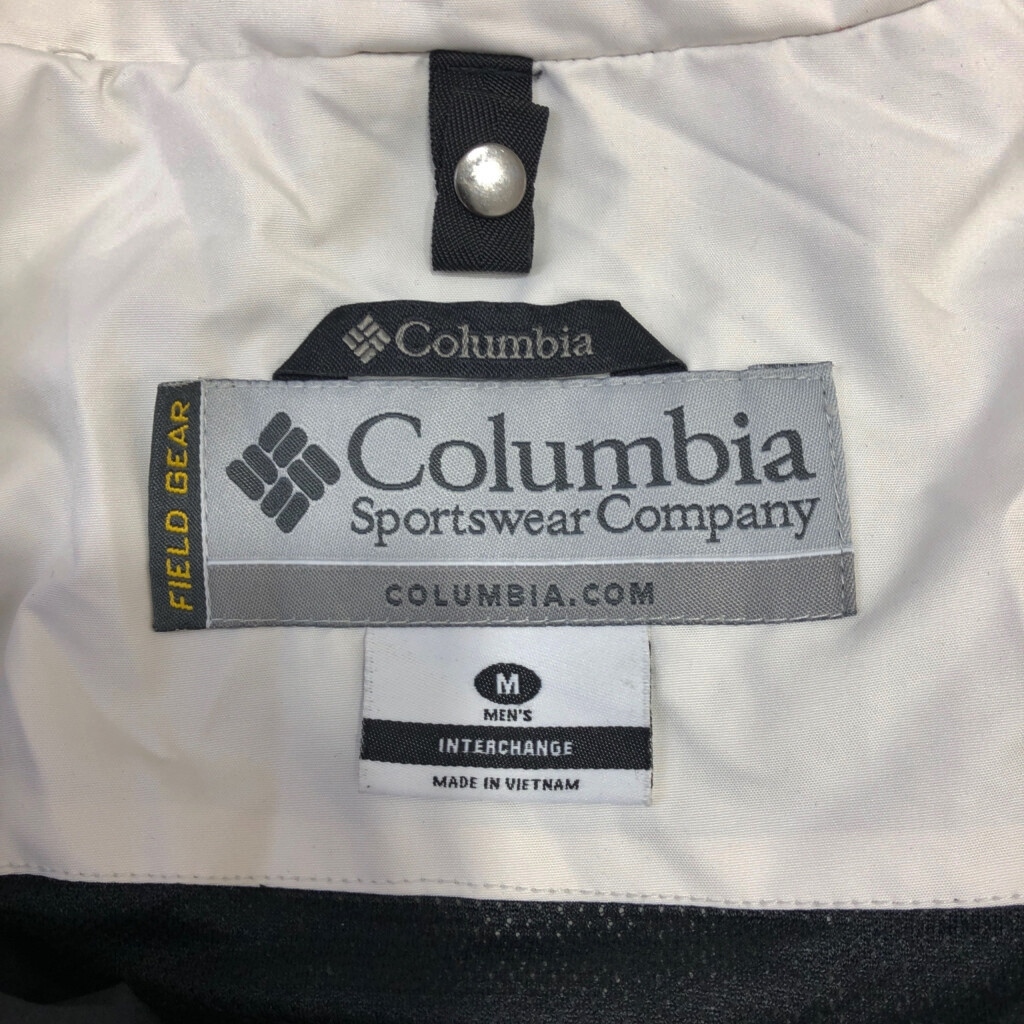 Columbia
FIELD GEAR
Columbia
Sportswear Company
COLUMBIA.COM
M
MEN'S
INTERCHANGE
MADE IN VIETNAM